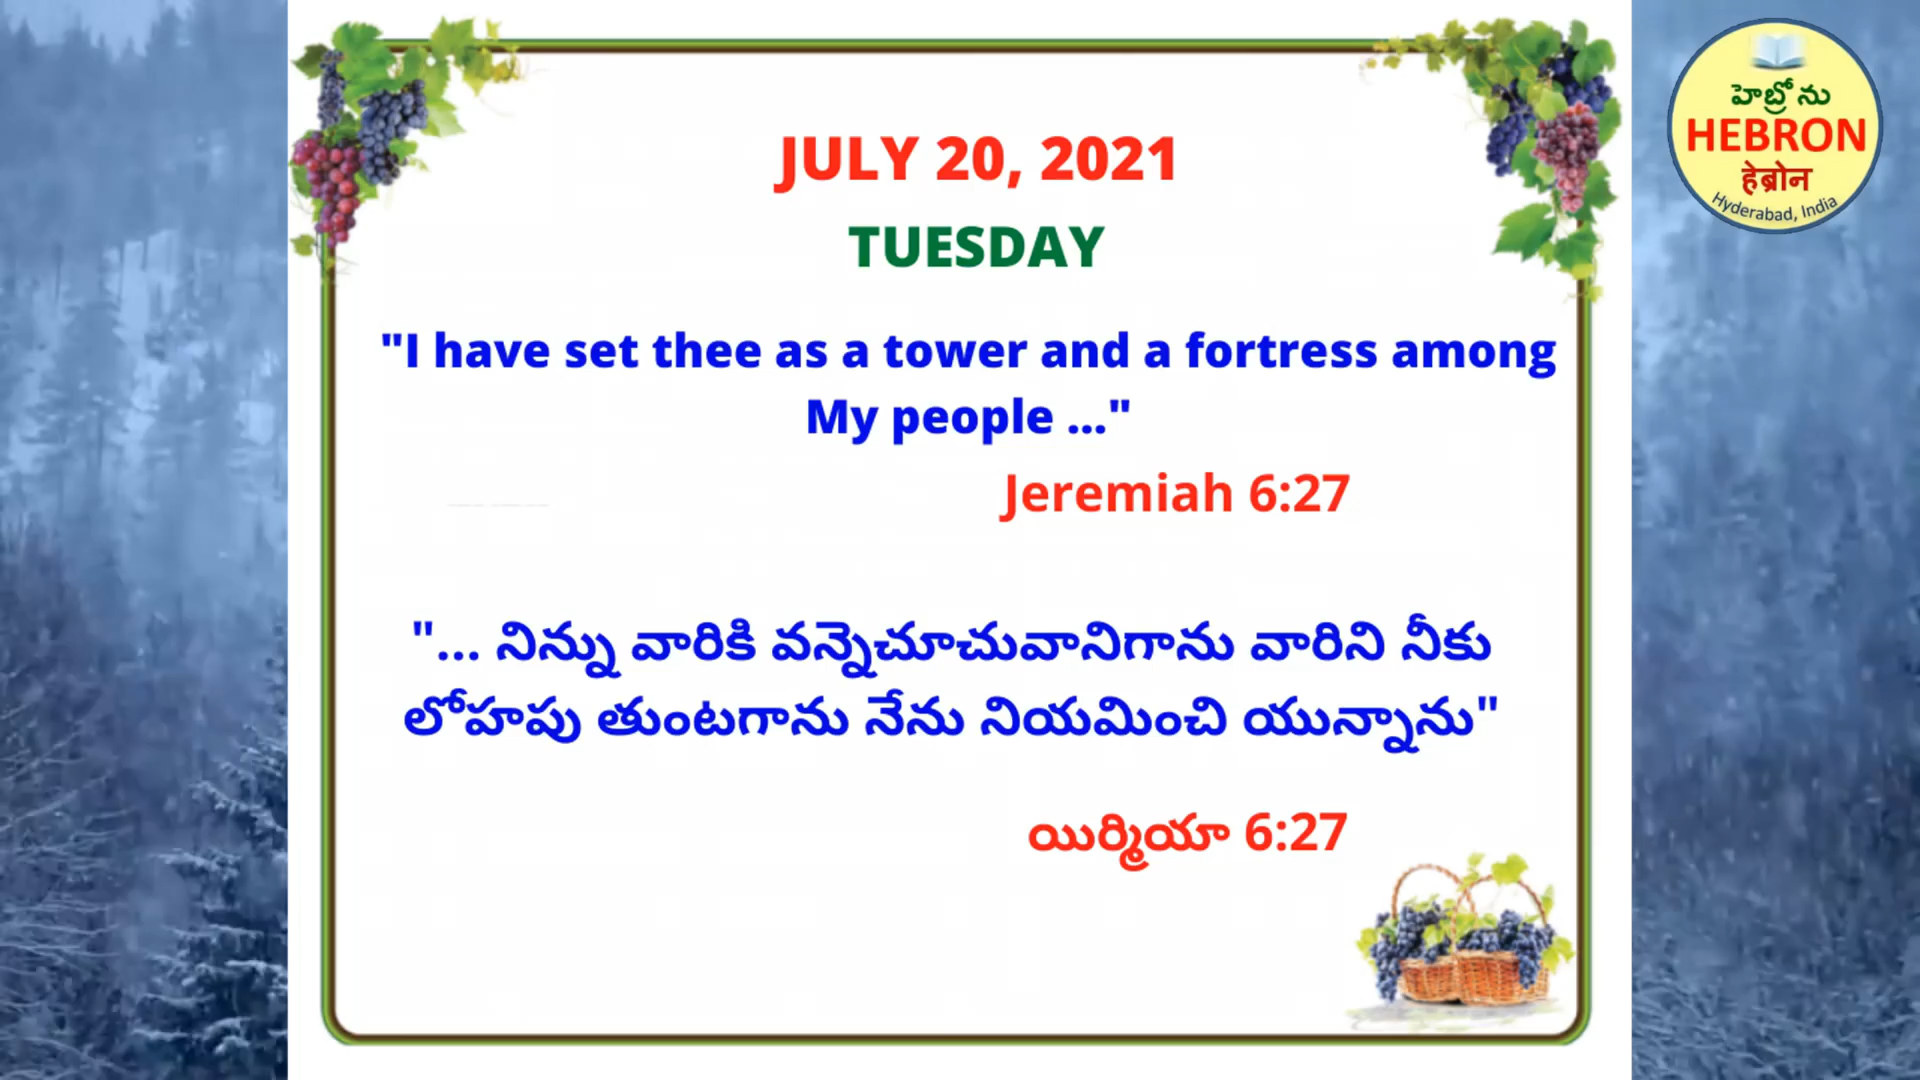 JULY 20, 2021
TUESDAY
"I have set thee as a tower and a fortress among
My people ..."
Jeremiah 6:27
"... నిన్ను వారికి వన్నెచూచువానిగాను వారిని నీకు
లోహపు తుంటగాను నేను నియమించి యున్నాను"
యిర్మియా 6:27
హెబ్రోను
HEBRON
हेब्रोन
Hyderabad, India